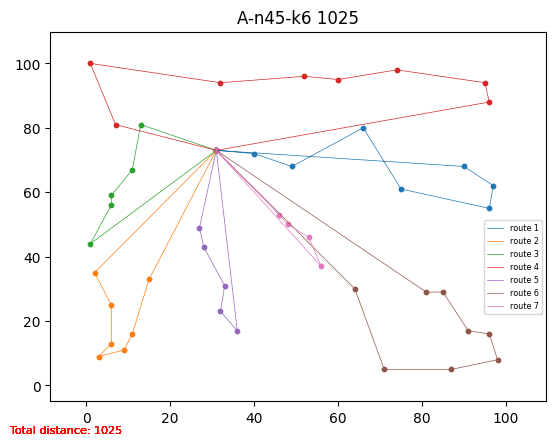 A-n45-k6 1025
100
80
60
40
20
0
0 20 40 60 80 100
route 1
route 2
route 3
route 4
route 5
route 6
route 7
Total distance: 1025